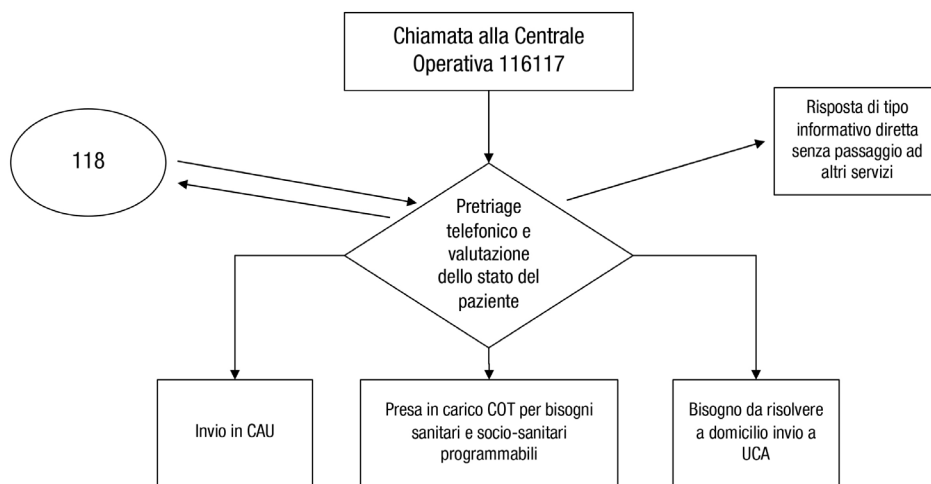 Chiamata alla Centrale
Operativa 116117
Risposta di tipo
informativo diretta
senza passaggio ad
altri servizi
118
Pretriage
telefonico e
valutazione
dello stato del
paziente
Invio in CAU
Presa in carico COT per bisogni
sanitari e socio-sanitari
programmabili
Bisogno da risolvere
a domicilio invio a
UCA